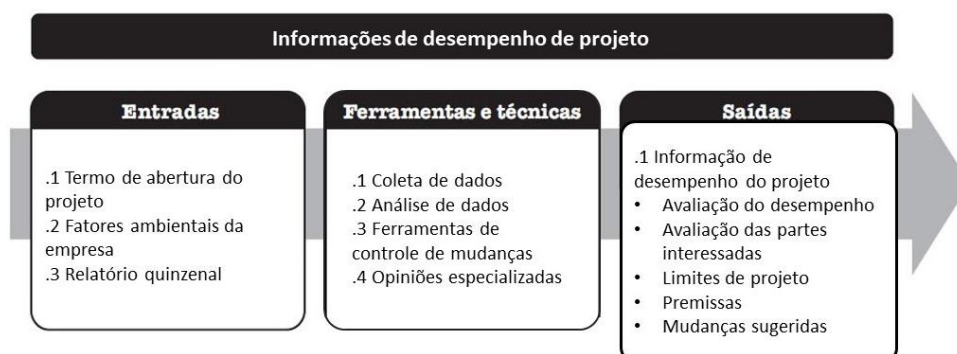 Informações de desempenho de projeto
Entradas
.1 Termo de abertura do
projeto
.2 Fatores ambientais da
empresa
.3 Relatório quinzenal
Ferramentas e técnicas
.1 Coleta de dados
.2 Análise de dados
.3 Ferramentas de
controle de mudanças
.4 Opiniões especializadas
Saídas
.1 Informação de
desempenho do projeto
• Avaliação do desempenho
• Avaliação das partes
interessadas
• Limites de projeto
• Premissas
• Mudanças sugeridas